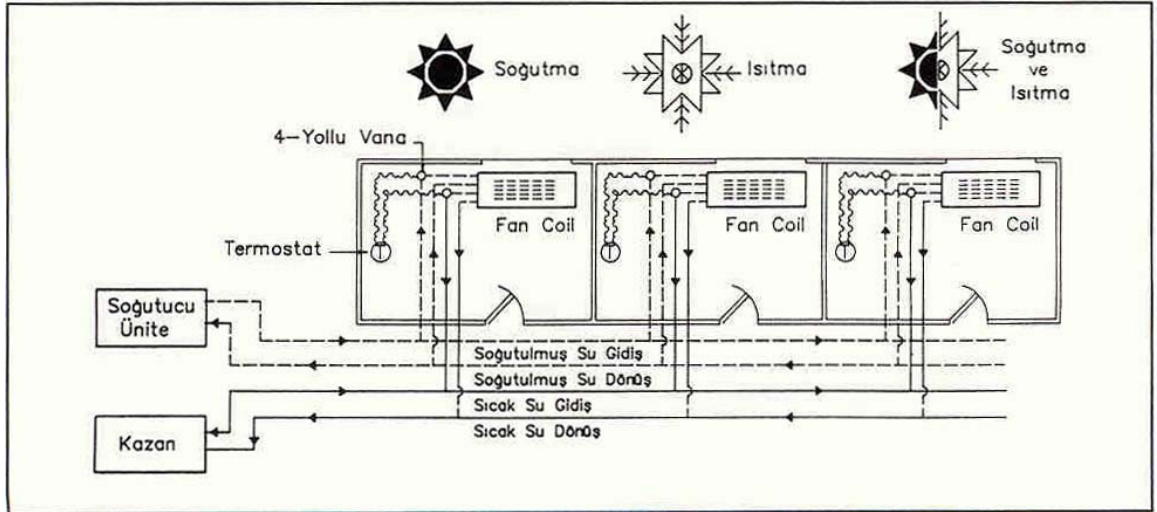 Soğutma
Isıtma
Soğutma
ve
Isıtma
4-Yollu Vana
Fan Coil
Fan Coil
Fan Coil
Termostat
Soğutucu
Ünite
Soğutulmuş Su Gidiş
Soğutulmuş Su Dönüş
Sıcak Su Gidiş
Sıcak Su Dönüş
Kazan